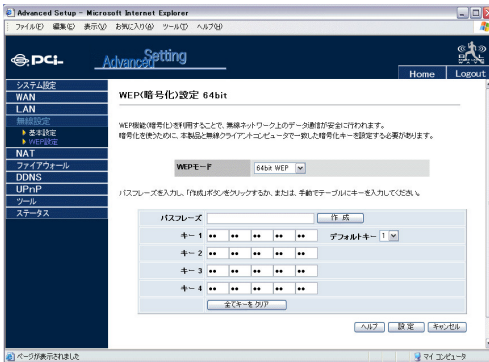 Advanced Setup - Microsoft Internet Explorer
ファイル(F) 編集(E) 表示(V) お気に入り(A) ツール(T) ヘルプ(H)
PCi
Advanced Setting
Home Logout
システム設定
WAN
LAN
無線設定
基本設定
WEP設定
NAT
ファイアウォール
DDNS
UPnP
ツール
ステータス
WEP(暗号化)設定 64bit
WEP機能(暗号化)を利用することで、無線ネットワーク上のデータ通信が安全に行われます。
暗号化を使うために、本製品と無線クライアントコンピュータで一致した暗号化キーを設定する必要があります。
WEPモード 64bit WEP
パスフレーズを入力し、「作成」ボタンをクリックするか、または、手動でテーブルにキーを入力してください。
パスフレーズ 作成
キー 1 •• •• •• •• •• デフォルトキー 1
キー 2 •• •• •• •• ••
キー 3 •• •• •• •• ••
キー 4 •• •• •• •• ••
全てキーをクリア
ヘルプ 設定 キャンセル
ページが表示されました マイ コンピュータ